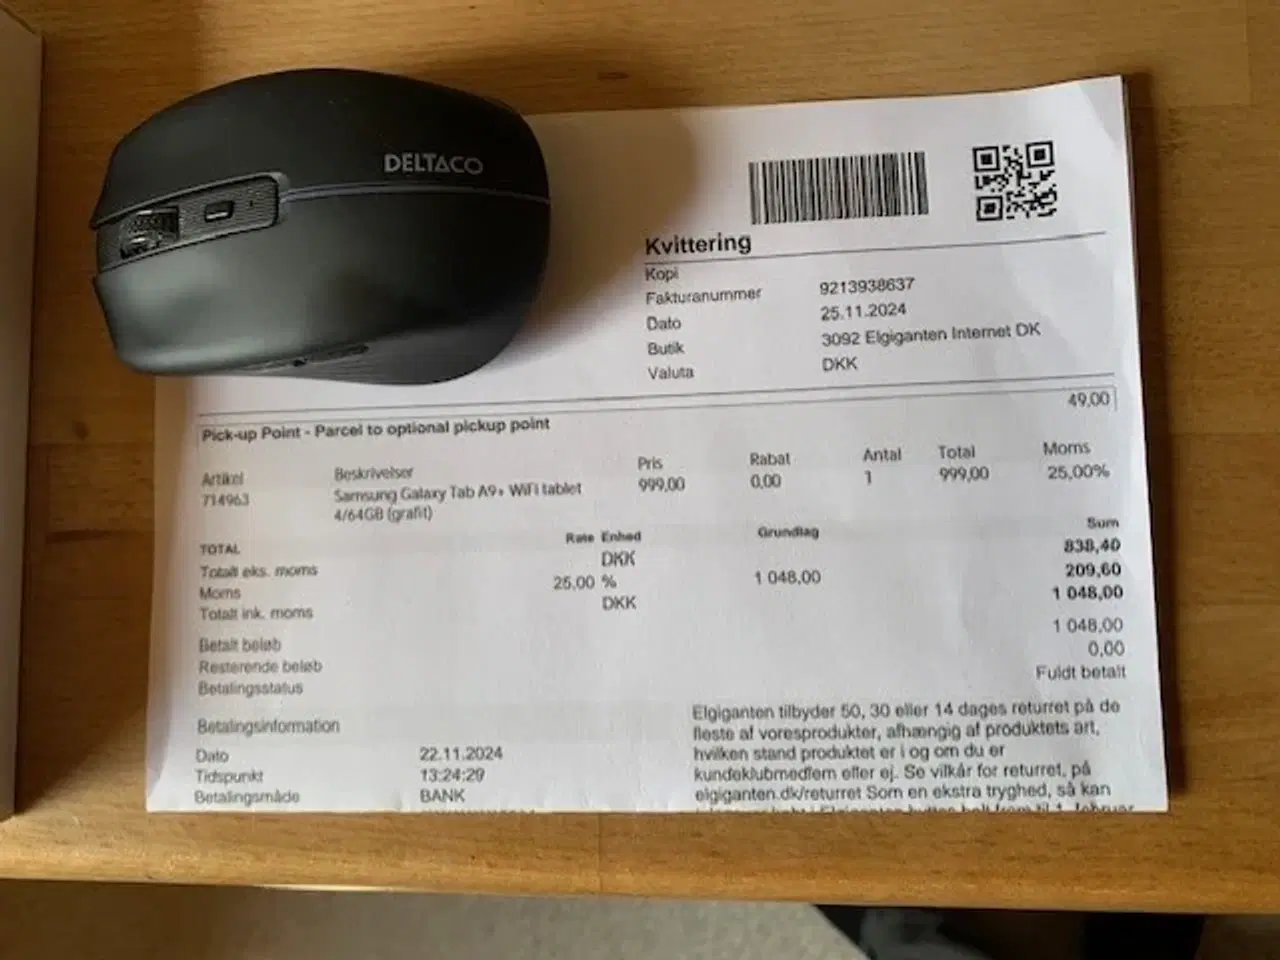 DELTACO
Kvittering
Kopi
Fakturanummer 9213938637
Dato 25.11.2024
Butik 3092 Elgiganten Internet DK
Valuta DKK
Pick-up Point - Parcel to optional pickup point 49,00
Artikel Beskrivelser Pris Rabat Antal Total Moms
714963 Samsung Galaxy Tab A9+ WiFi tablet 999,00 0,00 1 999,00 25,00%
4/64GB (grafit)
TOTAL Rate Enhed Grundlag Sum
Totalt eks. moms DKK 838,40
Moms 25,00 % 1 048,00 209,60
Totalt ink. moms DKK 1 048,00
Betalt beløb 1 048,00
Resterende beløb 0,00
Betalingsstatus Fuldt betalt
Betalingsinformation
Dato 22.11.2024
Tidspunkt 13:24:29
Betalingsmåde BANK
Elgiganten tilbyder 50, 30 eller 14 dages returret på de
fleste af voresprodukter, afhængig af produktets art,
hvilken stand produktet er i og om du er
kundeklubmedlem eller ej. Se vilkår for returret, på
elgiganten.dk/returret Som en ekstra tryghed, så kan